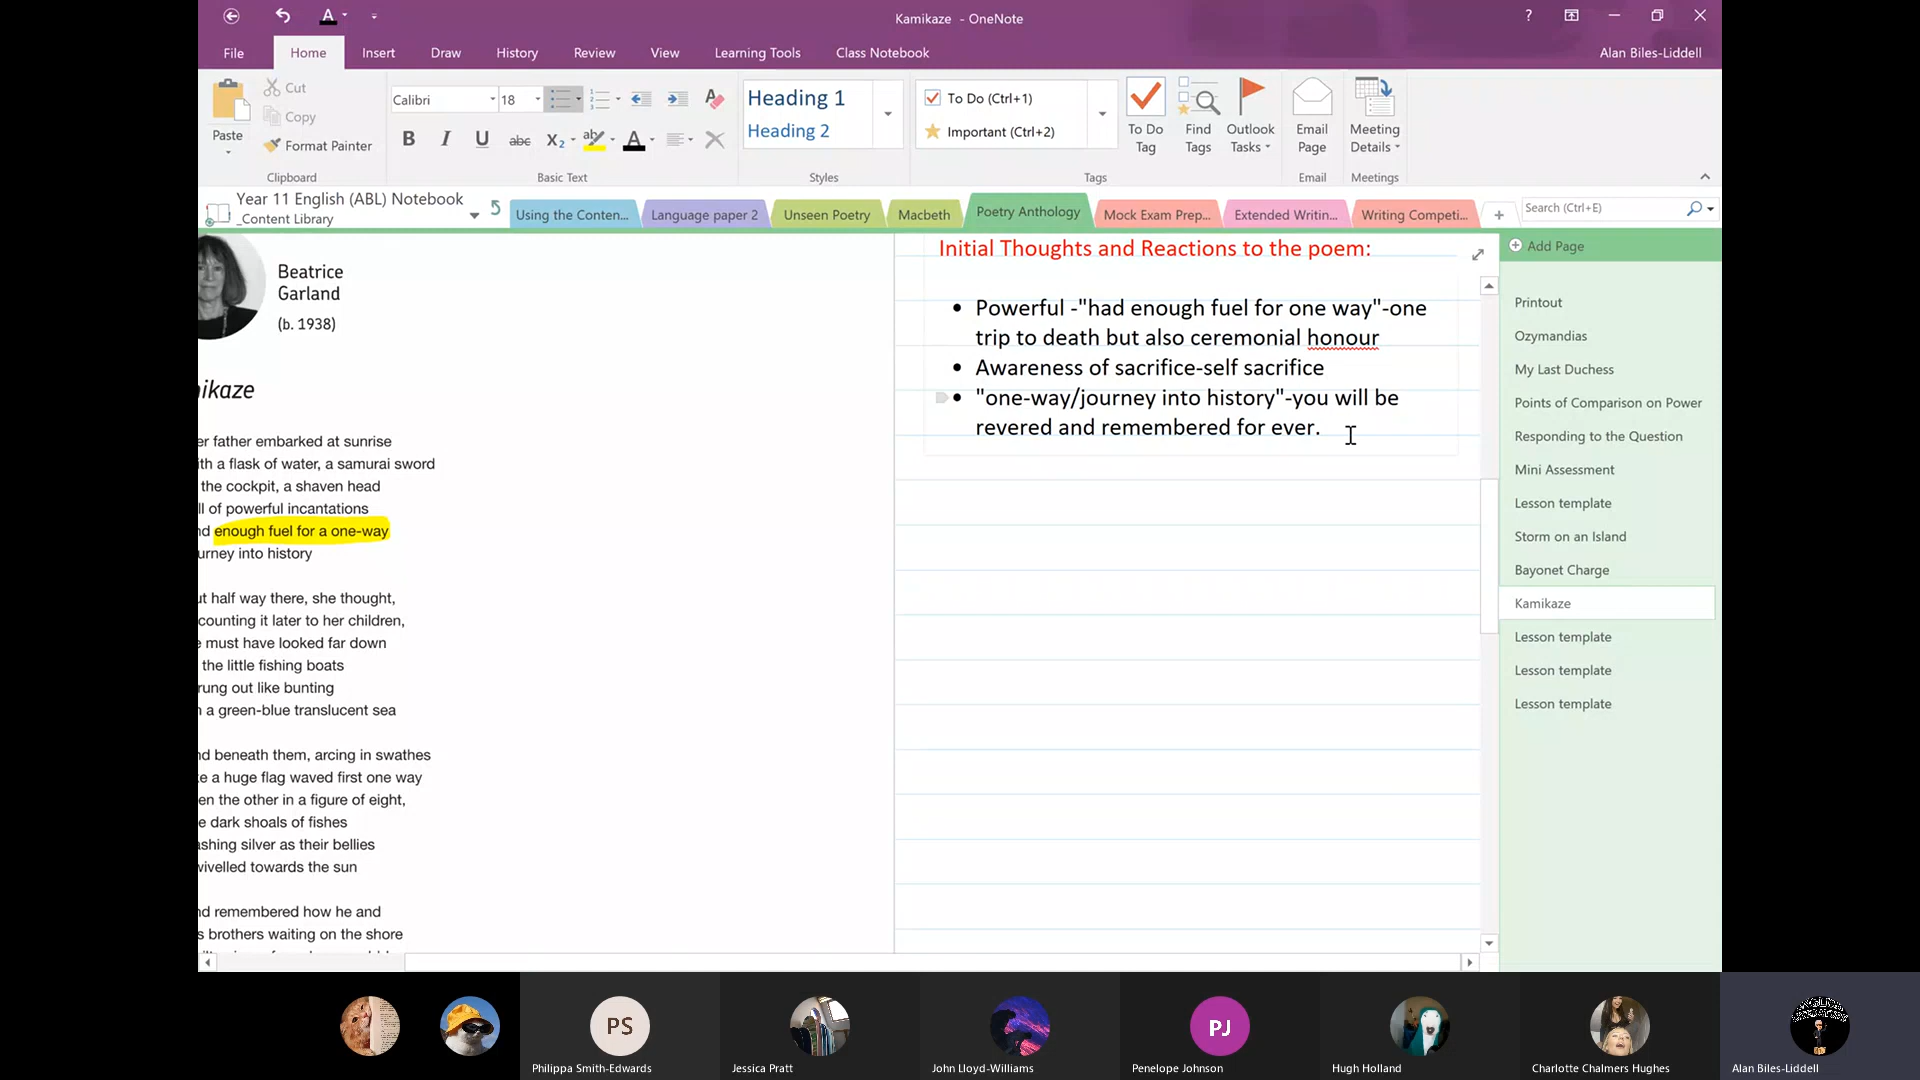 Kamikaze - OneNote
File Home Insert Draw History Review View Learning Tools Class Notebook Alan Biles-Liddell
Paste
Cut
Copy
Format Painter
Clipboard
Calibri 18
B I U abc X₂ A
Basic Text
Heading 1
Heading 2
Styles
To Do (Ctrl+1)
Important (Ctrl+2)
To Do
Tag
Find
Tags
Outlook
Tasks
Tags
Email
Page
Email
Meeting
Details
Meetings
Year 11 English (ABL) Notebook
_Content Library
Using the Conten... Language paper 2 Unseen Poetry Macbeth Poetry Anthology Mock Exam Prep... Extended Writin... Writing Competi...
Search (Ctrl+E)
Beatrice
Garland
(b. 1938)
nikaze
er father embarked at sunrise
ith a flask of water, a samurai sword
the cockpit, a shaven head
ll of powerful incantations
nd enough fuel for a one-way
urney into history
ut half way there, she thought,
counting it later to her children,
e must have looked far down
the little fishing boats
rung out like bunting
n a green-blue translucent sea
nd beneath them, arcing in swathes
ke a huge flag waved first one way
en the other in a figure of eight,
e dark shoals of fishes
ashing silver as their bellies
wivelled towards the sun
nd remembered how he and
s brothers waiting on the shore
Initial Thoughts and Reactions to the poem:
• Powerful -"had enough fuel for one way"-one
trip to death but also ceremonial honour
• Awareness of sacrifice-self sacrifice
• "one-way/journey into history"-you will be
revered and remembered for ever.
Add Page
Printout
Ozymandias
My Last Duchess
Points of Comparison on Power
Responding to the Question
Mini Assessment
Lesson template
Storm on an Island
Bayonet Charge
Kamikaze
Lesson template
Lesson template
Lesson template
PS
PJ
Philippa Smith-Edwards
Jessica Pratt
John Lloyd-Williams
Penelope Johnson
Hugh Holland
Charlotte Chalmers Hughes
Alan Biles-Liddell